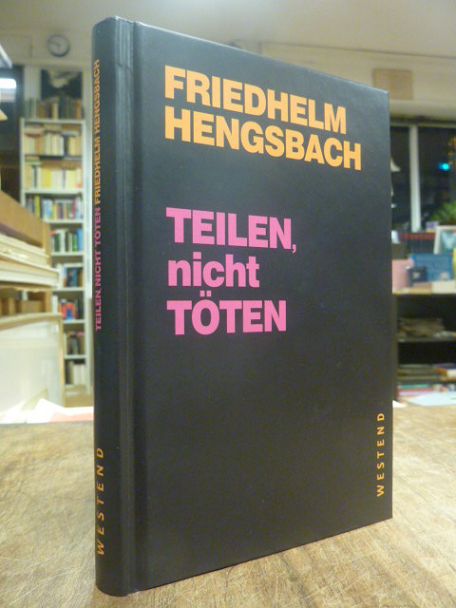 FRIEDHELM
HENGSBACH
TEILEN,
nicht
TÖTEN
WESTEND
TEILEN, NICHT TÖTEN FRIEDHELM HENGSBACH
WESTEND